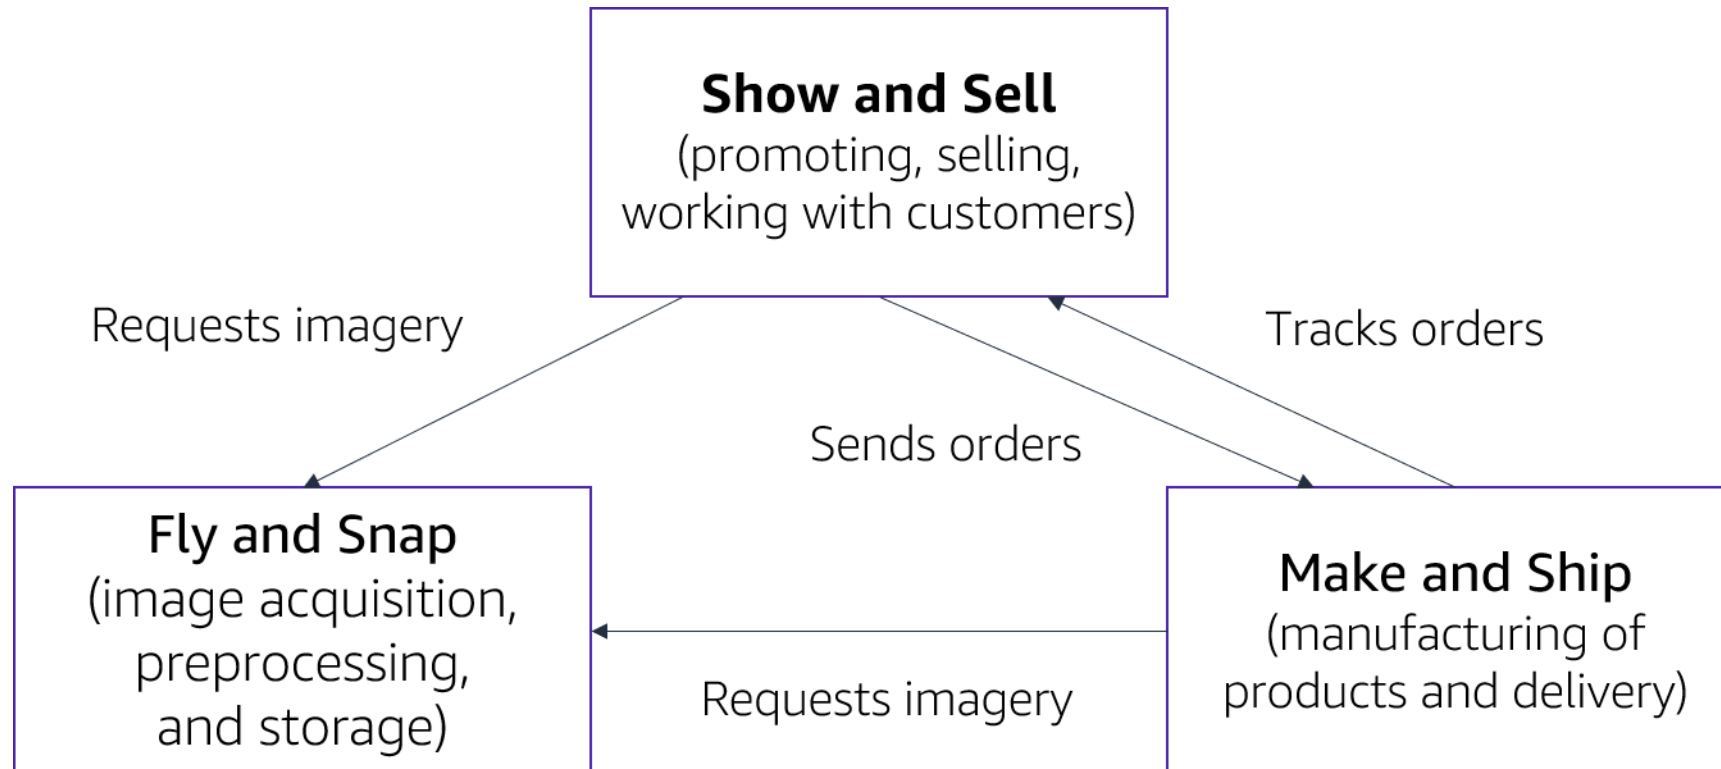 Show and Sell
(promoting, selling,
working with customers)
Requests imagery
Tracks orders
Sends orders
Fly and Snap
(image acquisition,
preprocessing,
and storage)
Make and Ship
(manufacturing of
products and delivery)
Requests imagery